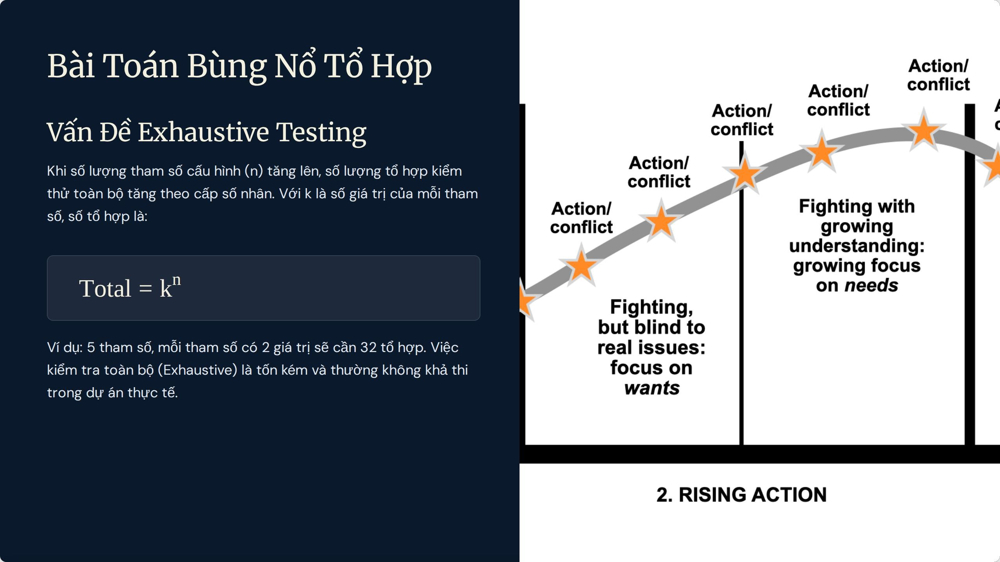 Bài Toán Bùng Nổ Tổ Hợp
Vấn Đề Exhaustive Testing
Khi số lượng tham số cấu hình (n) tăng lên, số lượng tổ hợp kiểm
thử toàn bộ tăng theo cấp số nhân. Với k là số giá trị của mỗi tham
số, số tổ hợp là:
Total = kⁿ
Ví dụ: 5 tham số, mỗi tham số có 2 giá trị sẽ cần 32 tổ hợp. Việc
kiểm tra toàn bộ (Exhaustive) là tốn kém và thường không khả thi
trong dự án thực tế.
Action/
conflict
Action/
conflict
Action/
conflict
Action/
conflict
Action/
conflict
Fighting,
but blind to
real issues:
focus on
wants
Fighting with
growing
understanding:
growing focus
on needs
2. RISING ACTION